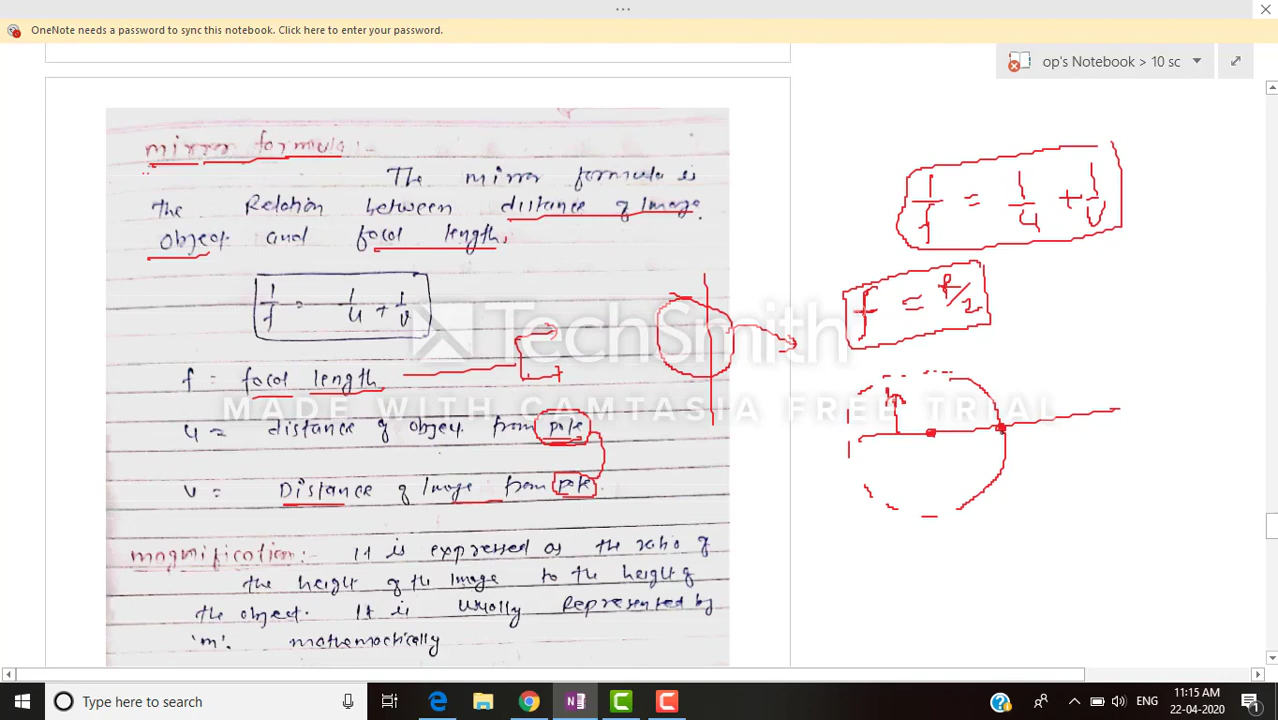 OneNote needs a password to sync this notebook. Click here to enter your password.
op's Notebook > 10 sc
mirror formula :-
The mirror formula is
the Relation between distance of Image
object and focal length,
1/f = 1/u + 1/v
f = focal length
u = distance of object from pole
v = Distance of Image from pole.
magnification:- It is expressed as the ratio of
the height of the Image to the height of
the object. It is usually Represented by
'm'. mathematically
1/f = 1/u + 1/v
f = R/2
TechSmith
MADE WITH CAMTASIA FREE TRIAL
Type here to search
ENG
11:15 AM
22-04-2020